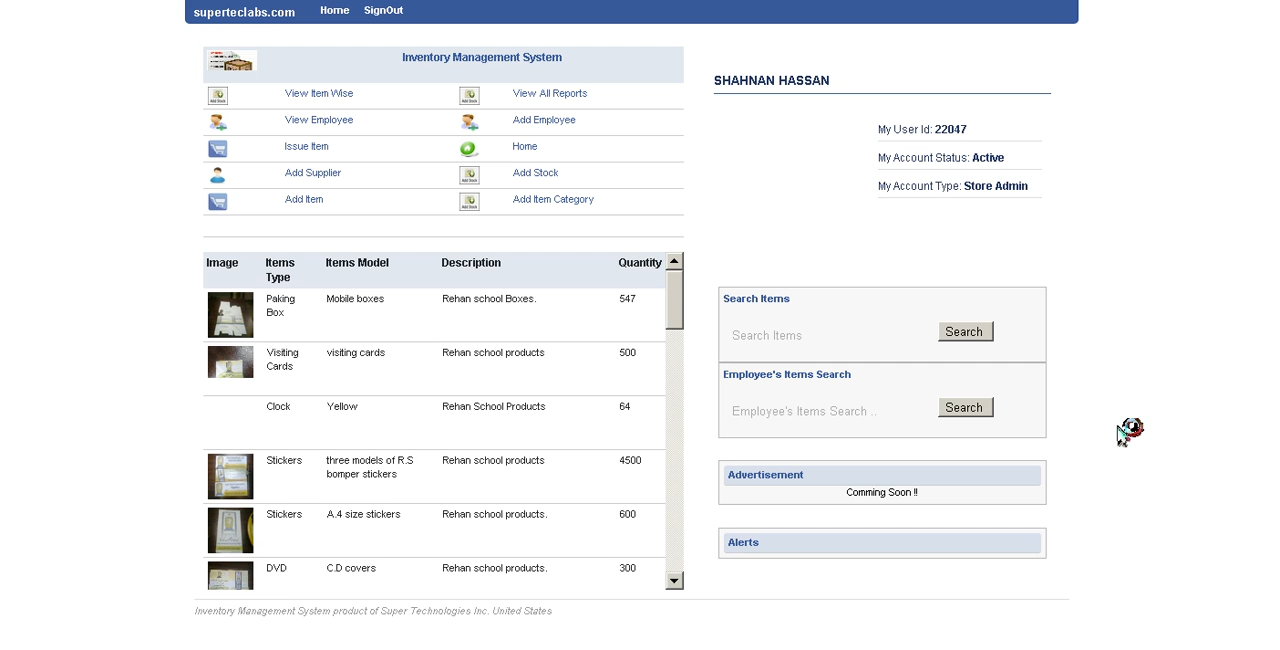 superteclabs.com Home SignOut
Inventory Management System
View Item Wise View All Reports
View Employee Add Employee
Issue Item Home
Add Supplier Add Stock
Add Item Add Item Category
SHAHNAN HASSAN
My User Id: 22047
My Account Status: Active
My Account Type: Store Admin
Image Items Type Items Model Description Quantity
Paking Box Mobile boxes Rehan school Boxes. 547
Visiting Cards visiting cards Rehan school products 500
Clock Yellow Rehan School Products 64
Stickers three models of R.S bomper stickers Rehan school products 4500
Stickers A.4 size stickers Rehan school products. 600
DVD C.D covers Rehan school products. 300
Search Items
Search Items Search
Employee's Items Search
Employee's Items Search .. Search
Advertisement
Comming Soon !!
Alerts
Inventory Management System product of Super Technologies Inc. United States